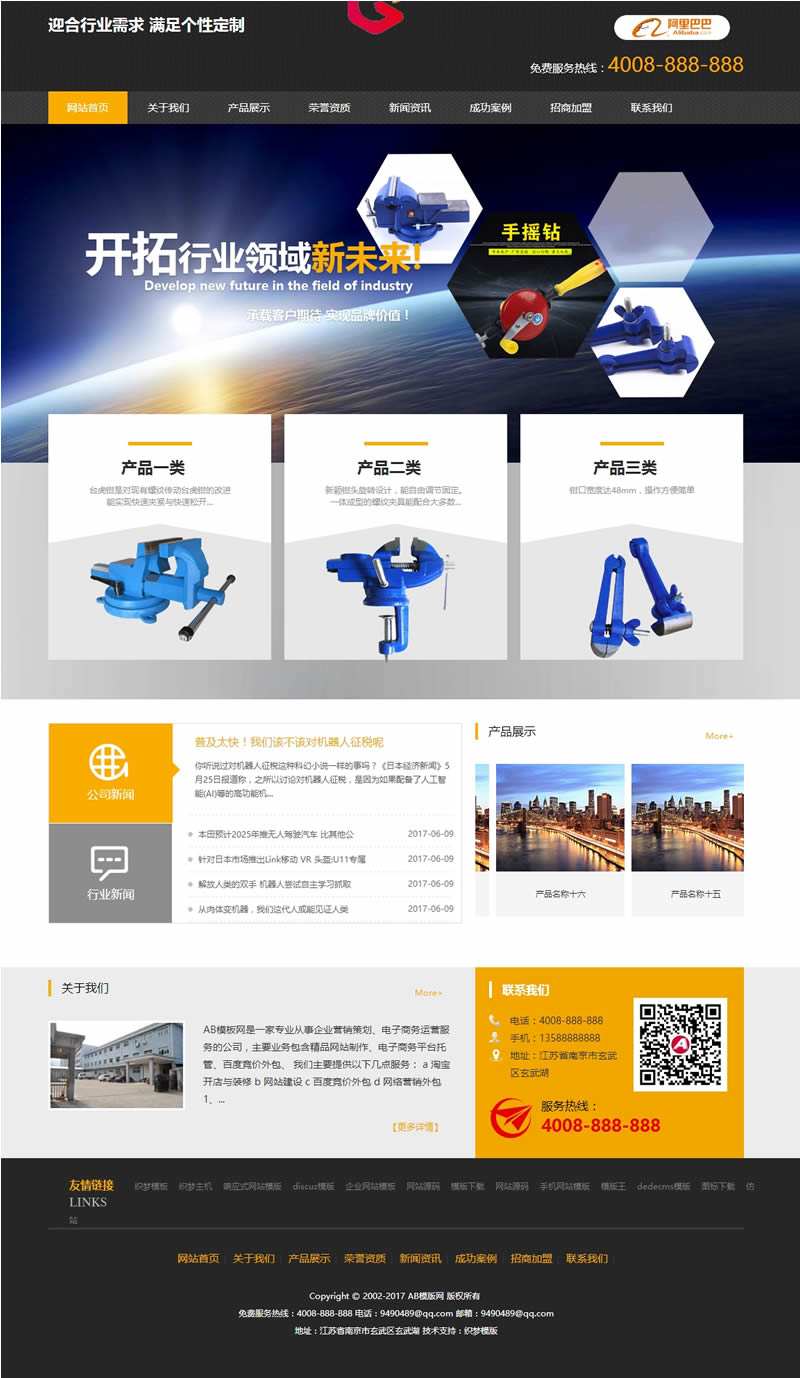 迎合行业需求 满足个性定制
阿里巴巴
Alibaba.com
免费服务热线：4008-888-888
网站首页 关于我们 产品展示 荣誉资质 新闻资讯 成功案例 招商加盟 联系我们
手摇钻
开拓行业领域新未来!
Develop new future in the field of industry
承载客户期待 实现品牌价值！
产品一类
台虎钳是对现有螺纹传动台虎钳的改进
能实现快速夹紧与快速松开...
产品二类
新颖钳头旋转设计，能自由调节固定。
一体成型的螺纹夹具能配合大多数...
产品三类
钳口宽度达48mm，操作方便简单
公司新闻
行业新闻
普及太快！我们该不该对机器人征税呢
你听说过对机器人征税这种科幻小说一样的事吗？《日本经济新闻》5
月25日报道称，之所以讨论对机器人征税，是因为如果配备了人工智
能(AI)等的高功能机...
本田预计2025年推无人驾驶汽车 比其他公 2017-06-09
针对日本市场推出Link移动 VR 头盔:U11专属 2017-06-09
解放人类的双手 机器人尝试自主学习抓取 2017-06-09
从肉体变机器，我们这代人或能见证人类 2017-06-09
产品展示
More+
产品名称十六
产品名称十五
关于我们
More+
AB模板网是一家专业从事企业营销策划、电子商务运营服
务的公司，主要业务包含精品网站制作、电子商务平台托
管、百度竞价外包、 我们主要提供以下几点服务： a 淘宝
开店与装修 b 网站建设 c 百度竞价外包 d 网络营销外包
1、...
【更多详情】
联系我们
电话：4008-888-888
手机：13588888888
地址：江苏省南京市玄武
区玄武湖
服务热线：
4008-888-888
友情链接
LINKS
织梦模板 织梦主机 响应式网站模版 discuz模板 企业网站模板 网站源码 模版下载 网站源码 手机网站模版 模版王 dedecms模版 图标下载 仿
站
网站首页 关于我们 产品展示 荣誉资质 新闻资讯 成功案例 招商加盟 联系我们
Copyright © 2002-2017 AB模版网 版权所有
免费服务热线：4008-888-888 电话：9490489@qq.com 邮箱：9490489@qq.com
地址：江苏省南京市玄武区玄武湖 技术支持：织梦模版